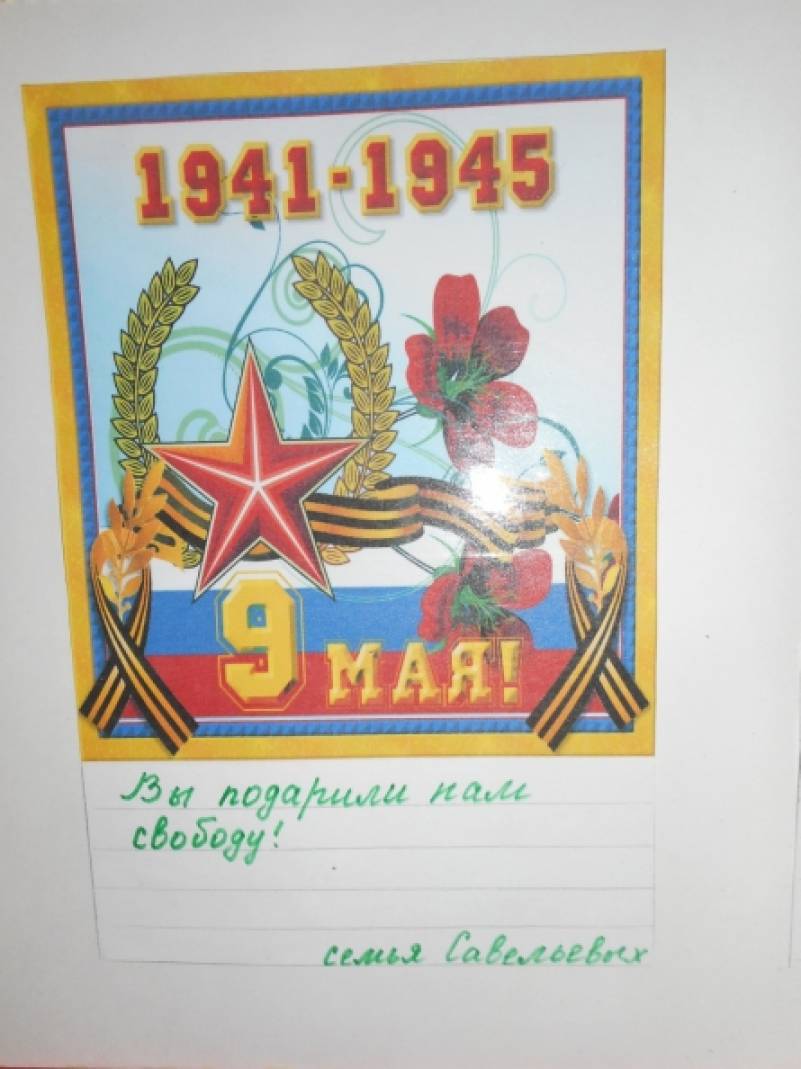 1941-1945
9 МАЯ!
Вы подарили нам
свободу!
семья Савельевых